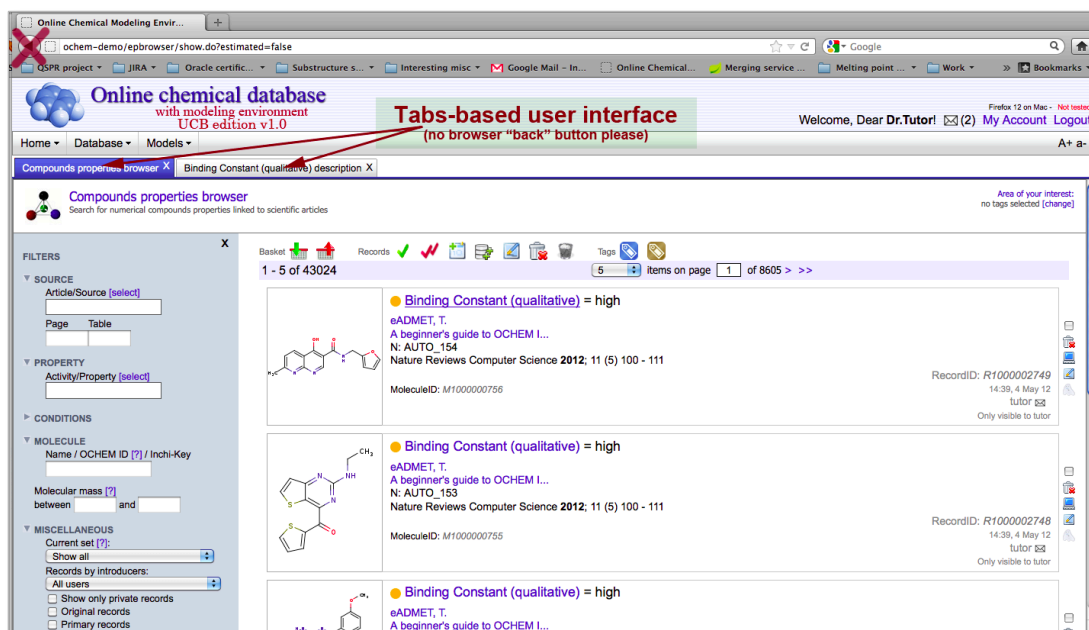 Online Chemical Modeling Envir...
ochem-demo/epbrowser/show.do?estimated=false
Google
QSPR project
JIRA
Oracle certific...
Substructure s...
Interesting misc
Google Mail – In...
Online Chemical...
Merging service ...
Melting point ...
Work
»
Bookmarks
Online chemical database
with modeling environment
UCB edition v1.0
Tabs-based user interface
(no browser “back” button please)
Firefox 12 on Mac - Not tested
Welcome, Dear Dr.Tutor! (2) My Account Logout
Home Database Models
A+ a-
Compounds properties browser X
Binding Constant (qualitative) description X
Compounds properties browser
Search for numerical compounds properties linked to scientific articles
Area of your interest:
no tags selected [change]
X
FILTERS
SOURCE
Article/Source [select]
Page Table
PROPERTY
Activity/Property [select]
CONDITIONS
MOLECULE
Name / OCHEM ID [?] / Inchi-Key
Molecular mass [?]
between and
MISCELLANEOUS
Current set [?]:
Show all
Records by introducers:
All users
Show only private records
Original records
Primary records
Basket Records Tags
1 - 5 of 43024
5 items on page 1 of 8605 > >>
OH
O
O
NH
H₃C
N
N
Binding Constant (qualitative) = high
eADMET, T.
A beginner's guide to OCHEM I...
N: AUTO_154
Nature Reviews Computer Science 2012; 11 (5) 100 - 111
MoleculeID: M1000000756
RecordID: R1000002749
14:39, 4 May 12
tutor
Only visible to tutor
CH₃
NH
N
N
S
S
O
Binding Constant (qualitative) = high
eADMET, T.
A beginner's guide to OCHEM I...
N: AUTO_153
Nature Reviews Computer Science 2012; 11 (5) 100 - 111
MoleculeID: M1000000755
RecordID: R1000002748
14:39, 4 May 12
tutor
Only visible to tutor
Binding Constant (qualitative) = high
eADMET, T.
A beginner's guide to OCHEM I...